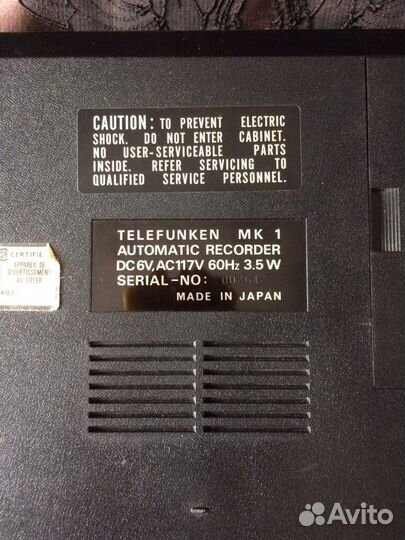 CAUTION: TO PREVENT ELECTRIC
SHOCK, DO NOT ENTER CABINET.
NO USER-SERVICEABLE PARTS
INSIDE. REFER SERVICING TO
QUALIFIED SERVICE PERSONNEL.
TELEFUNKEN MK 1
AUTOMATIC RECORDER
DC6V, AC117V 60Hz 3.5W
SERIAL-NO:
MADE IN JAPAN
CERTIFIE
APPAREIL DE
DIVERTISSEMENT
AU FOYER
Avito